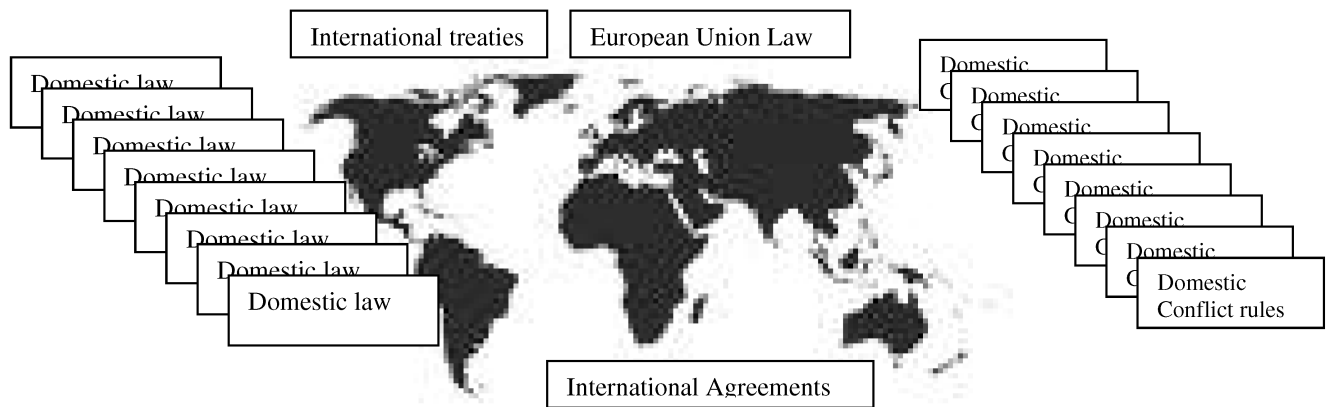 International treaties
European Union Law
Domestic law
Domestic law
Domestic law
Domestic law
Domestic law
Domestic law
Domestic law
Domestic law
Domestic
Domestic
Domestic
Domestic
Domestic
Domestic
Domestic
Domestic
Conflict rules
International Agreements